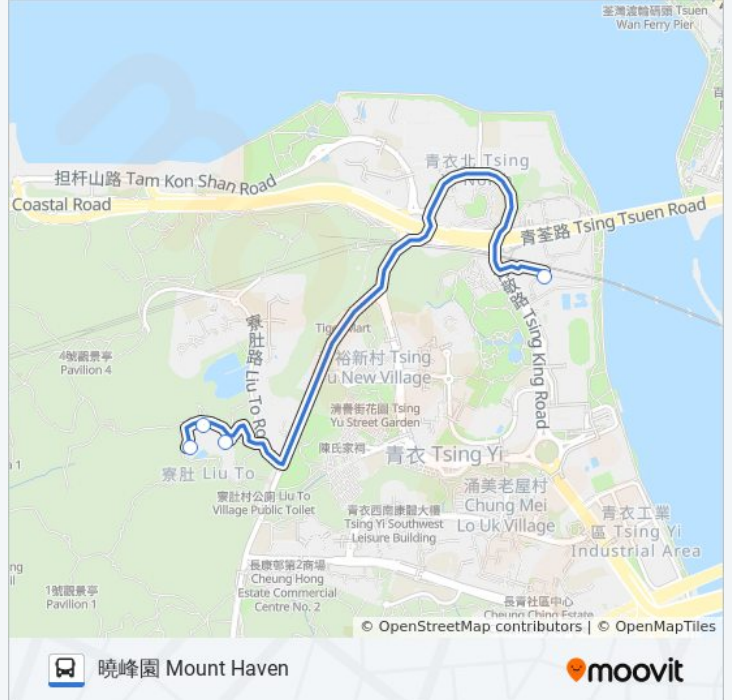 荃灣渡輪碼頭 Tsuen
Wan Ferry Pier
青衣北 Tsing
担杆山路 Tam Kon Shan Road
Coastal Road
青荃路 Tsing Tsuen Road
敏路 Tsing King Road
寮肚路 Liu To Ro
4號觀景亭
Pavilion 4
裕新村 Tsing
u New Village
清譽街花園 Tsing
Yu Street Garden
陳氏家祠
青衣 Tsing Yi
寮肚 Liu To
寮肚村公廁 Liu To
Village Public Toilet
涌美老屋村
Chung Mei
Lo Uk Village
青衣西南康體大樓
Tsing Yi Southwest
Leisure Building
青衣工業
區 Tsing Yi
Industrial Area
長康邨第2商場
Cheung Hong
Estate Commercial
Centre No. 2
1號觀景亭
Pavilion 1
長青社區中心
Cheung Ching Estate
© OpenStreetMap contributors | © OpenMapTiles
曉峰園 Mount Haven
moovit